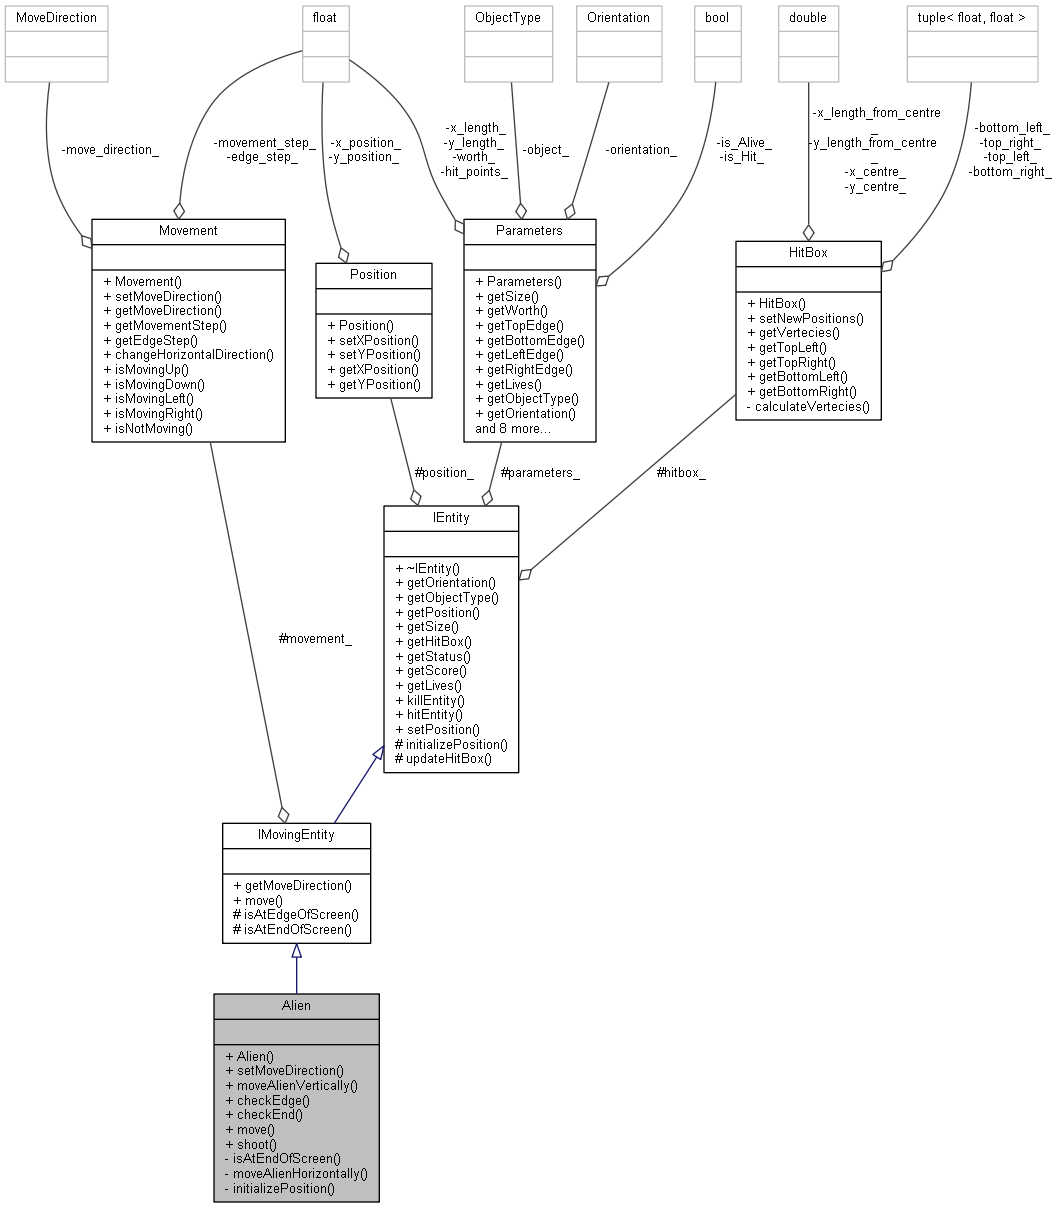 MoveDirection
float
ObjectType
Orientation
bool
double
tuple< float, float >
-move_direction_
-movement_step_
-edge_step_
-x_position_
-y_position_
-x_length_
-y_length_
-worth_
-hit_points_
-object_
-orientation_
-is_Alive_
-is_Hit_
-x_length_from_centre
_
-y_length_from_centre
_
-x_centre_
-y_centre_
-bottom_left_
-top_right_
-top_left_
-bottom_right_
Movement
+ Movement()
+ setMoveDirection()
+ getMoveDirection()
+ getMovementStep()
+ getEdgeStep()
+ changeHorizontalDirection()
+ isMovingUp()
+ isMovingDown()
+ isMovingLeft()
+ isMovingRight()
+ isNotMoving()
Position
+ Position()
+ setXPosition()
+ setYPosition()
+ getXPosition()
+ getYPosition()
Parameters
+ Parameters()
+ getSize()
+ getWorth()
+ getTopEdge()
+ getBottomEdge()
+ getLeftEdge()
+ getRightEdge()
+ getLives()
+ getObjectType()
+ getOrientation()
and 8 more...
HitBox
+ HitBox()
+ setNewPositions()
+ getVertecies()
+ getTopLeft()
+ getTopRight()
+ getBottomLeft()
+ getBottomRight()
- calculateVertecies()
#position_
#parameters_
#hitbox_
IEntity
+ ~IEntity()
+ getOrientation()
+ getObjectType()
+ getPosition()
+ getSize()
+ getHitBox()
+ getStatus()
+ getScore()
+ getLives()
+ killEntity()
+ hitEntity()
+ setPosition()
# initializePosition()
# updateHitBox()
#movement_
IMovingEntity
+ getMoveDirection()
+ move()
# isAtEdgeOfScreen()
# isAtEndOfScreen()
Alien
+ Alien()
+ setMoveDirection()
+ moveAlienVertically()
+ checkEdge()
+ checkEnd()
+ move()
+ shoot()
- isAtEndOfScreen()
- moveAlienHorizontally()
- initializePosition()